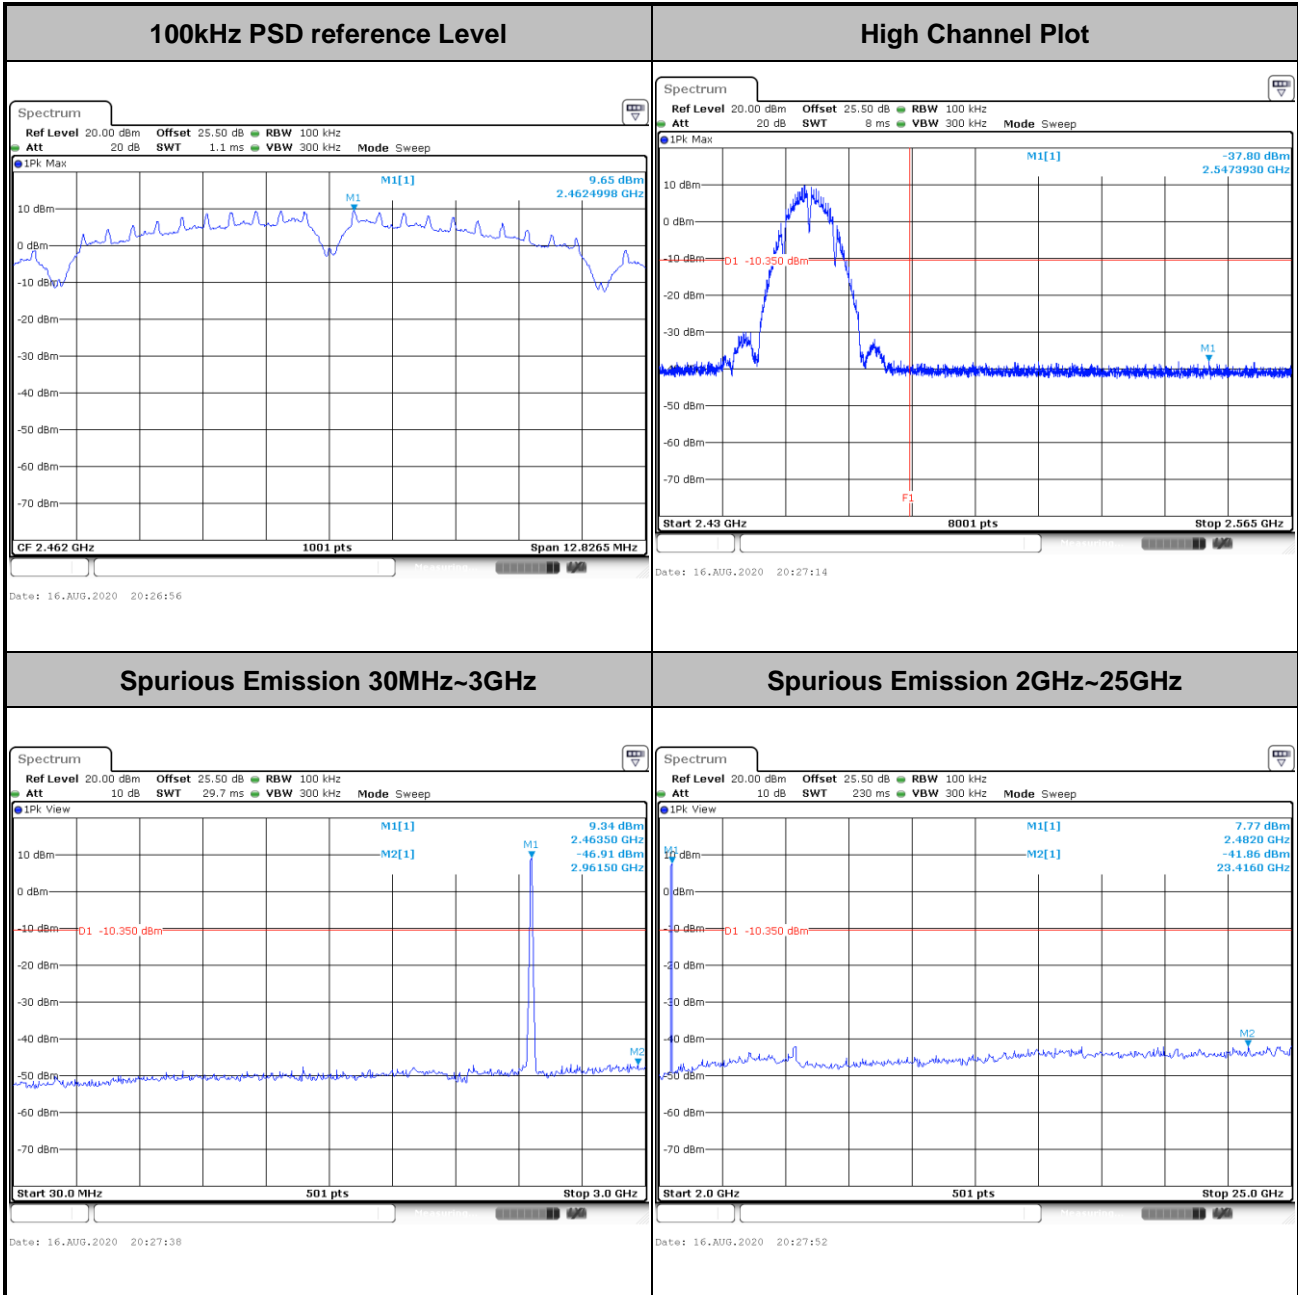 100kHz PSD reference Level
Spectrum
Ref Level 20.00 dBm Offset 25.50 dB RBW 100 kHz
Att 20 dB SWT 1.1 ms VBW 300 kHz Mode Sweep
1Pk Max
M1[1] 9.65 dBm
2.4624998 GHz
M1
10 dBm
0 dBm
-10 dBm
-20 dBm
-30 dBm
-40 dBm
-50 dBm
-60 dBm
-70 dBm
CF 2.462 GHz 1001 pts Span 12.8265 MHz
Measuring...
Date: 16.AUG.2020 20:26:56
High Channel Plot
Spectrum
Ref Level 20.00 dBm Offset 25.50 dB RBW 100 kHz
Att 20 dB SWT 8 ms VBW 300 kHz Mode Sweep
1Pk Max
M1[1] -37.80 dBm
2.5473930 GHz
10 dBm
0 dBm
-10 dBm
D1 -10.350 dBm
-20 dBm
-30 dBm
M1
-50 dBm
-60 dBm
-70 dBm
F1
Start 2.43 GHz 8001 pts Stop 2.565 GHz
Measuring...
Date: 16.AUG.2020 20:27:14
Spurious Emission 30MHz~3GHz
Spectrum
Ref Level 20.00 dBm Offset 25.50 dB RBW 100 kHz
Att 10 dB SWT 29.7 ms VBW 300 kHz Mode Sweep
1Pk View
M1[1] 9.34 dBm
2.46350 GHz
M1
M2[1] -46.91 dBm
2.96150 GHz
10 dBm
0 dBm
-10 dBm
D1 -10.350 dBm
-20 dBm
-30 dBm
-40 dBm
M2
-50 dBm
-60 dBm
-70 dBm
Start 30.0 MHz 501 pts Stop 3.0 GHz
Measuring...
Date: 16.AUG.2020 20:27:38
Spurious Emission 2GHz~25GHz
Spectrum
Ref Level 20.00 dBm Offset 25.50 dB RBW 100 kHz
Att 10 dB SWT 230 ms VBW 300 kHz Mode Sweep
1Pk View
M1[1] 7.77 dBm
2.4820 GHz
M2[1] -41.86 dBm
23.4160 GHz
M1
10 dBm
0 dBm
-10 dBm
D1 -10.350 dBm
-20 dBm
-30 dBm
M2
-40 dBm
-50 dBm
-60 dBm
-70 dBm
Start 2.0 GHz 501 pts Stop 25.0 GHz
Measuring...
Date: 16.AUG.2020 20:27:52